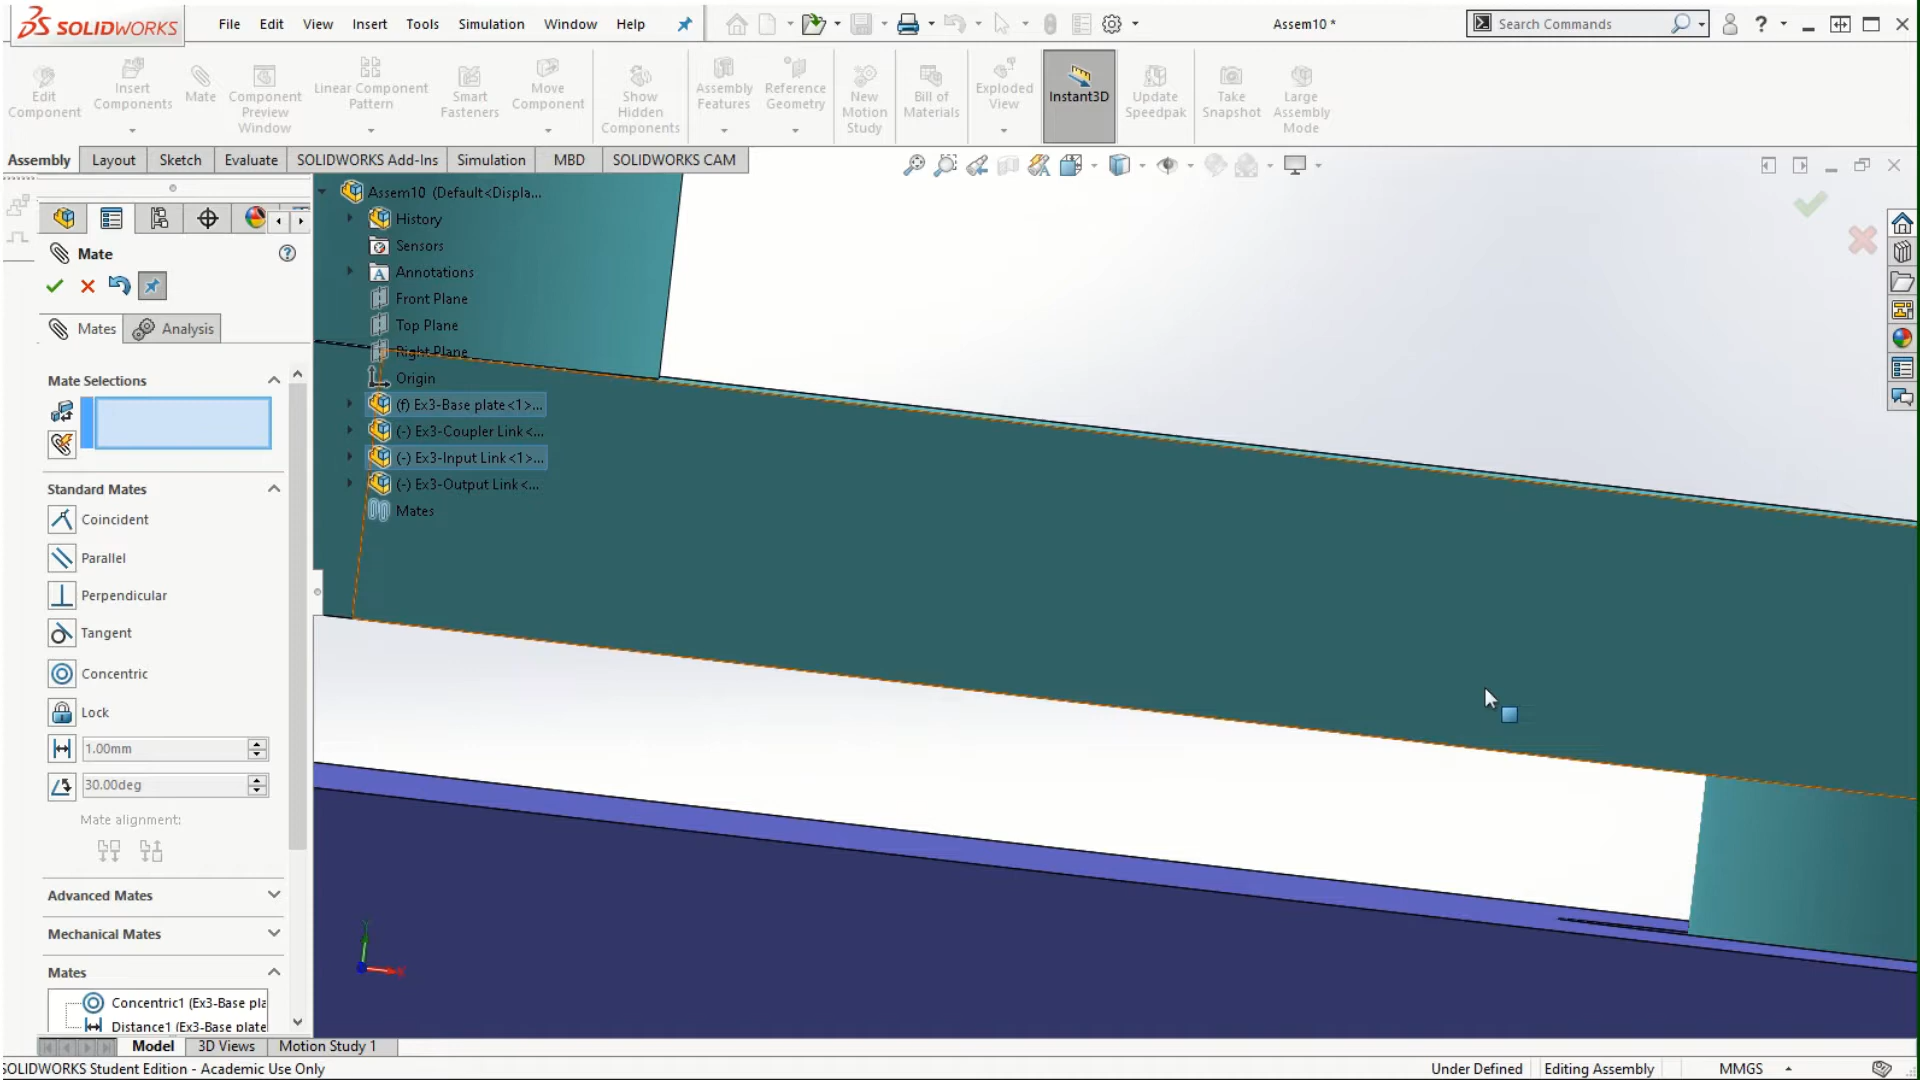 SOLIDWORKS
File Edit View Insert Tools Simulation Window Help
Assem10 *
Search Commands
Edit Component
Insert Components
Mate
Component Preview Window
Linear Component Pattern
Smart Fasteners
Move Component
Show Hidden Components
Assembly Features
Reference Geometry
New Motion Study
Bill of Materials
Exploded View
Instant3D
Update Speedpak
Take Snapshot
Large Assembly Mode
Assembly Layout Sketch Evaluate SOLIDWORKS Add-Ins Simulation MBD SOLIDWORKS CAM
Assem10 (Default<Displa...
History
Sensors
Annotations
Front Plane
Top Plane
Right Plane
Origin
(f) Ex3-Base plate<1>...
(-) Ex3-Coupler Link<...
(-) Ex3-Input Link<1>...
(-) Ex3-Output Link<...
Mates
Mate
Mates Analysis
Mate Selections
Standard Mates
Coincident
Parallel
Perpendicular
Tangent
Concentric
Lock
1.00mm
30.00deg
Mate alignment:
Advanced Mates
Mechanical Mates
Mates
Concentric1 (Ex3-Base pla
Distance1 (Ex3-Base plate
Model 3D Views Motion Study 1
SOLIDWORKS Student Edition - Academic Use Only
Under Defined Editing Assembly MMGS